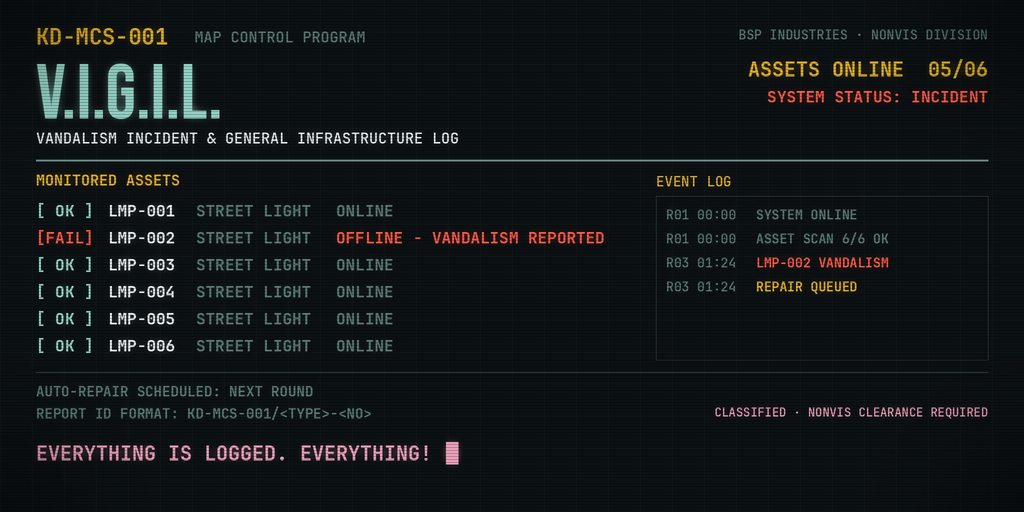 KD-MCS-001 MAP CONTROL PROGRAM
BSP INDUSTRIES · NONVIS DIVISION
V.I.G.I.L.
ASSETS ONLINE 05/06
SYSTEM STATUS: INCIDENT
VANDALISM INCIDENT & GENERAL INFRASTRUCTURE LOG
MONITORED ASSETS
[ OK ] LMP-001 STREET LIGHT ONLINE
[FAIL] LMP-002 STREET LIGHT OFFLINE - VANDALISM REPORTED
[ OK ] LMP-003 STREET LIGHT ONLINE
[ OK ] LMP-004 STREET LIGHT ONLINE
[ OK ] LMP-005 STREET LIGHT ONLINE
[ OK ] LMP-006 STREET LIGHT ONLINE
EVENT LOG
R01 00:00 SYSTEM ONLINE
R01 00:00 ASSET SCAN 6/6 OK
R03 01:24 LMP-002 VANDALISM
R03 01:24 REPAIR QUEUED
AUTO-REPAIR SCHEDULED: NEXT ROUND
REPORT ID FORMAT: KD-MCS-001/<TYPE>-<NO>
CLASSIFIED · NONVIS CLEARANCE REQUIRED
EVERYTHING IS LOGGED. EVERYTHING!